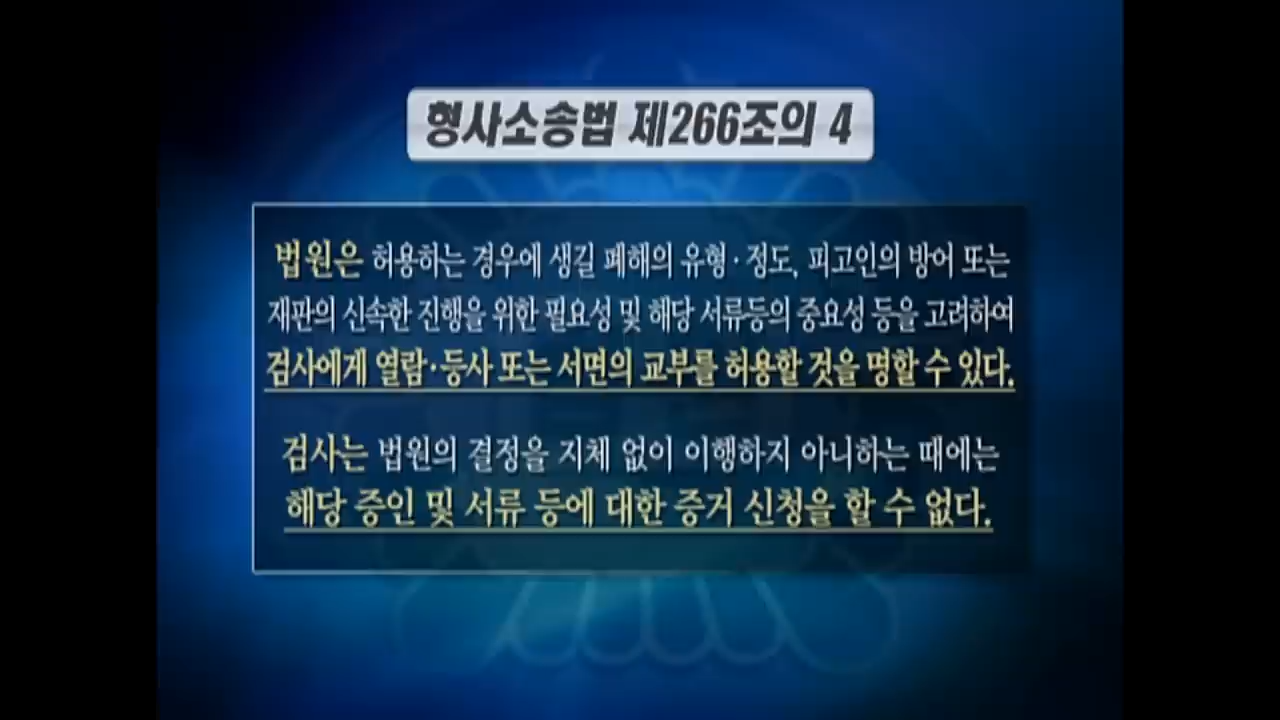 형사소송법 제266조의 4
법원은 허용하는 경우에 생길 폐해의 유형·정도, 피고인의 방어 또는
재판의 신속한 진행을 위한 필요성 및 해당 서류등의 중요성 등을 고려하여
검사에게 열람·등사 또는 서면의 교부를 허용할 것을 명할 수 있다.
검사는 법원의 결정을 지체 없이 이행하지 아니하는 때에는
해당 증인 및 서류 등에 대한 증거 신청을 할 수 없다.